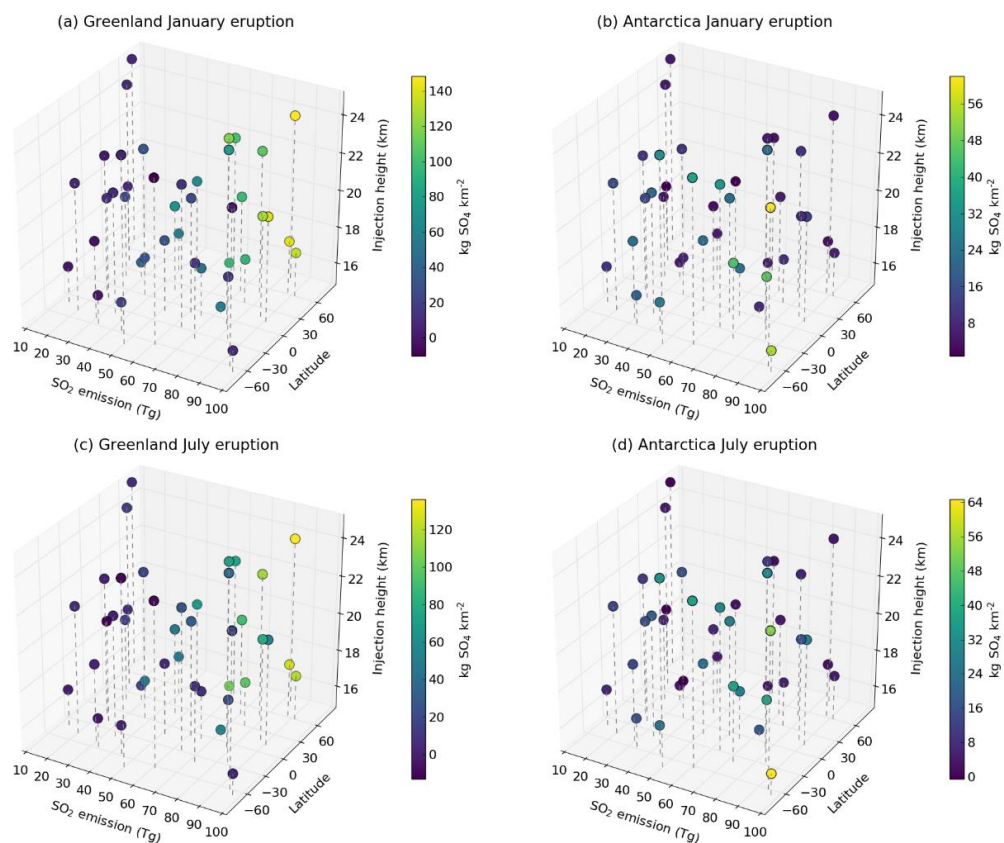 (a) Greenland January eruption
24
22
20
18
16
Injection height (km)
60
30
0
−30
−60
Latitude
10 20 30 40 50 60 70 80 90 100
SO₂ emission (Tg)
140
120
100
80
60
40
20
0
kg SO₄ km⁻²
(b) Antarctica January eruption
24
22
20
18
16
Injection height (km)
60
30
0
−30
−60
Latitude
10 20 30 40 50 60 70 80 90 100
SO₂ emission (Tg)
56
48
40
32
24
16
8
kg SO₄ km⁻²
(c) Greenland July eruption
24
22
20
18
16
Injection height (km)
60
30
0
−30
−60
Latitude
10 20 30 40 50 60 70 80 90 100
SO₂ emission (Tg)
120
100
80
60
40
20
0
kg SO₄ km⁻²
(d) Antarctica July eruption
24
22
20
18
16
Injection height (km)
60
30
0
−30
−60
Latitude
10 20 30 40 50 60 70 80 90 100
SO₂ emission (Tg)
64
56
48
40
32
24
16
8
0
kg SO₄ km⁻²